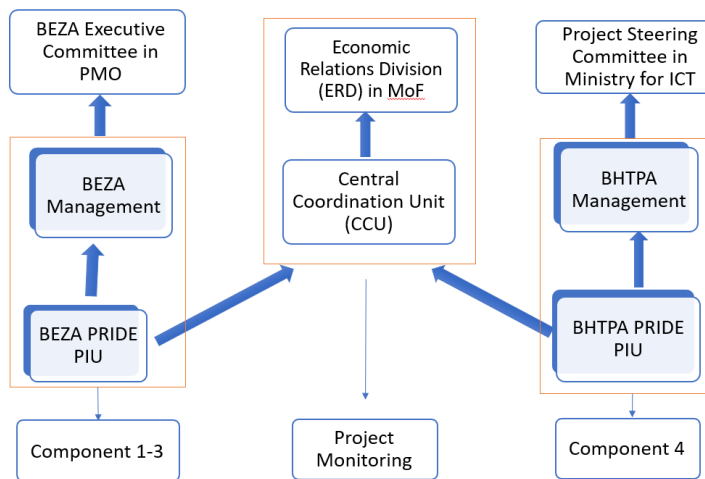 BEZA Executive
Committee in
PMO
Economic
Relations Division
(ERD) in MoF
Project Steering
Committee in
Ministry for ICT
BEZA
Management
Central
Coordination Unit
(CCU)
BHTPA
Management
BEZA PRIDE
PIU
BHTPA PRIDE
PIU
Component 1-3
Project
Monitoring
Component 4